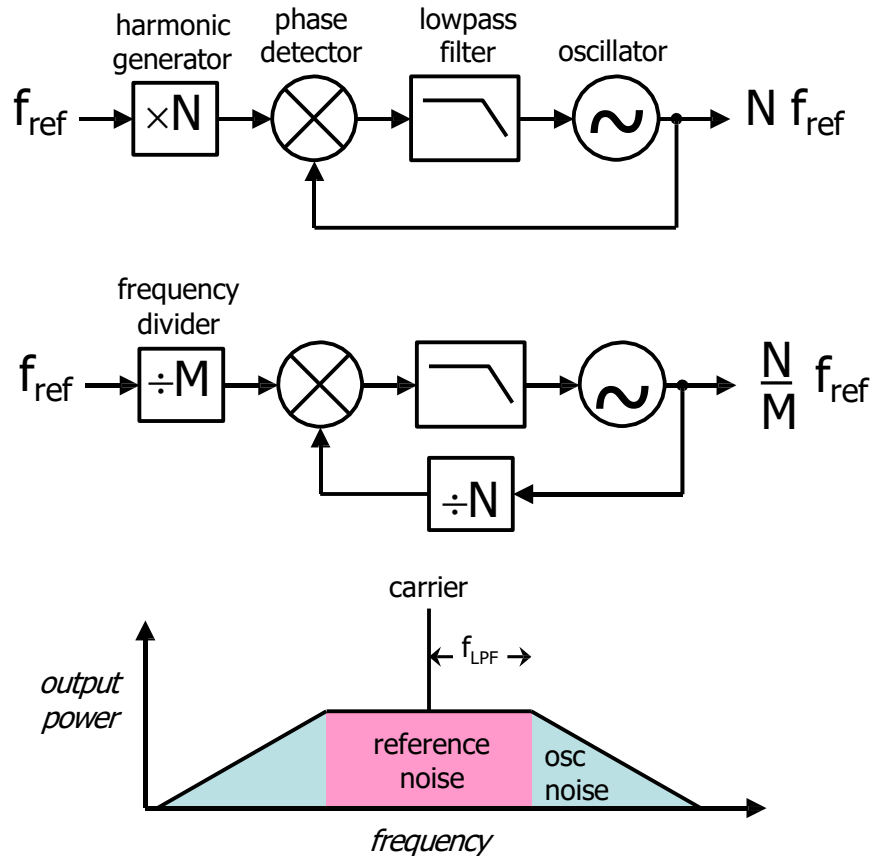 harmonic generator
phase detector
lowpass filter
oscillator
f_ref
×N
N f_ref
frequency divider
f_ref
÷M
N/M f_ref
÷N
carrier
f_LPF
output power
reference noise
osc noise
frequency